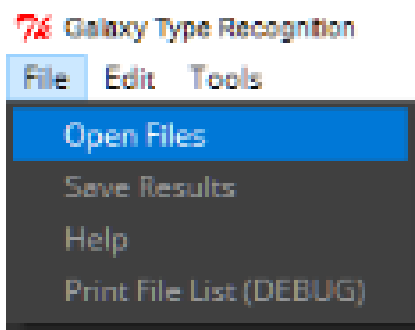 Galaxy Type Recognition
File Edit Tools
Open Files
Save Results
Help
Print File List (DEBUG)